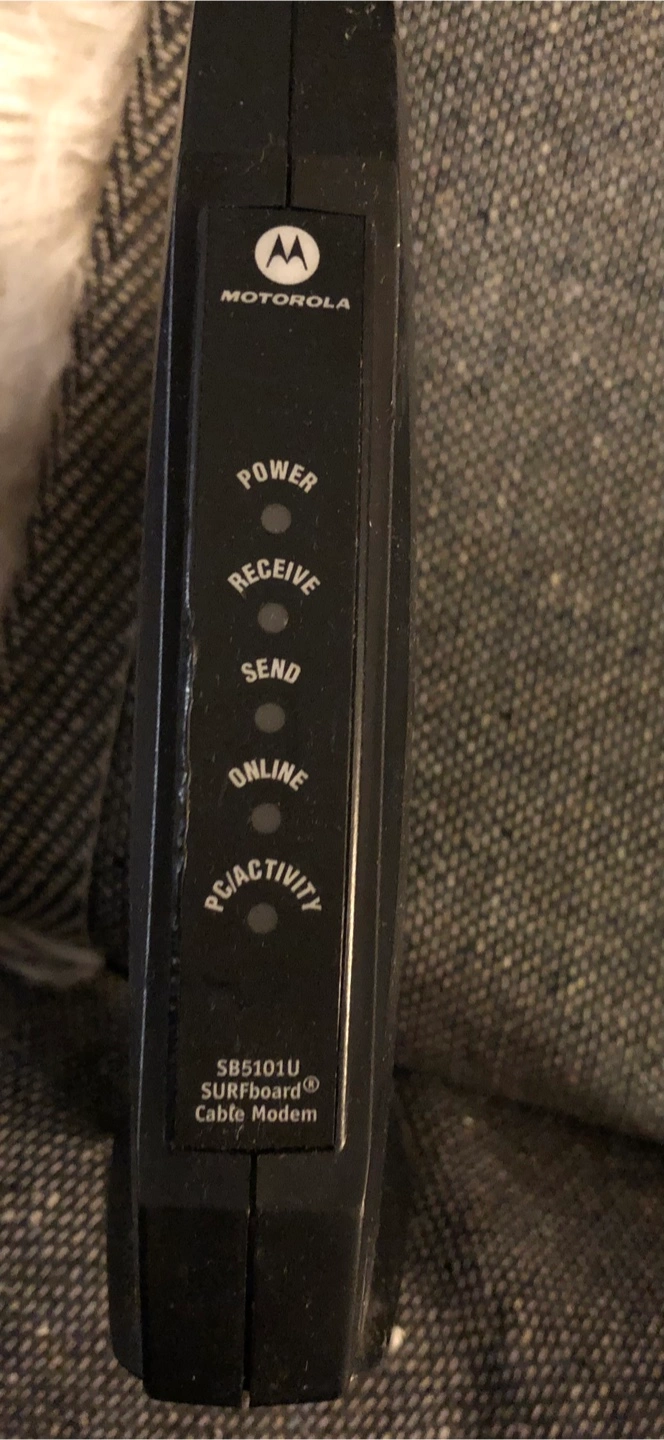 MOTOROLA
POWER
RECEIVE
SEND
ONLINE
PC/ACTIVITY
SB5101U
SURFboard®
Cable Modem